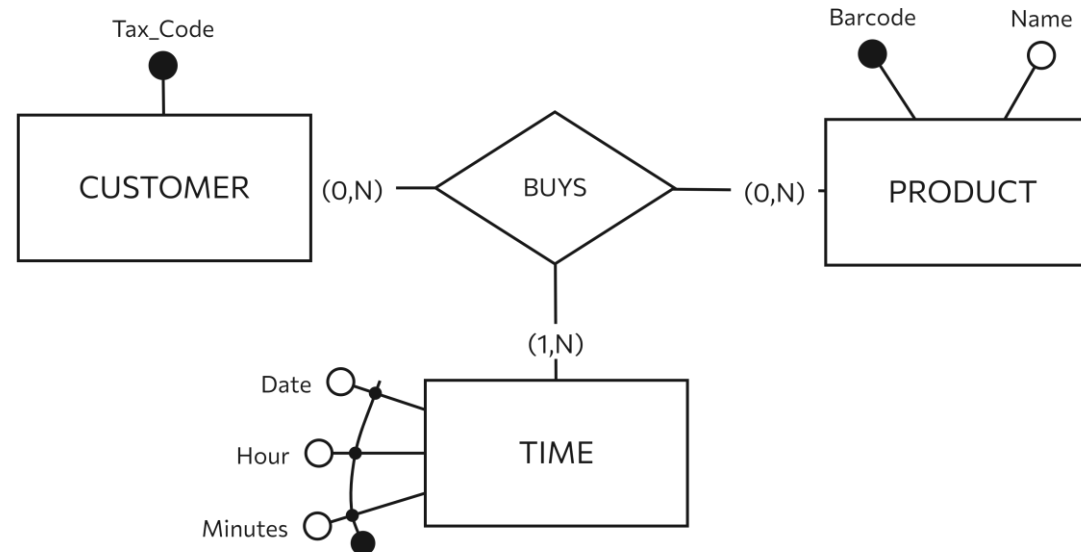 Tax_Code
Barcode
Name
CUSTOMER
(0,N)
BUYS
(0,N)
PRODUCT
(1,N)
Date
Hour
TIME
Minutes